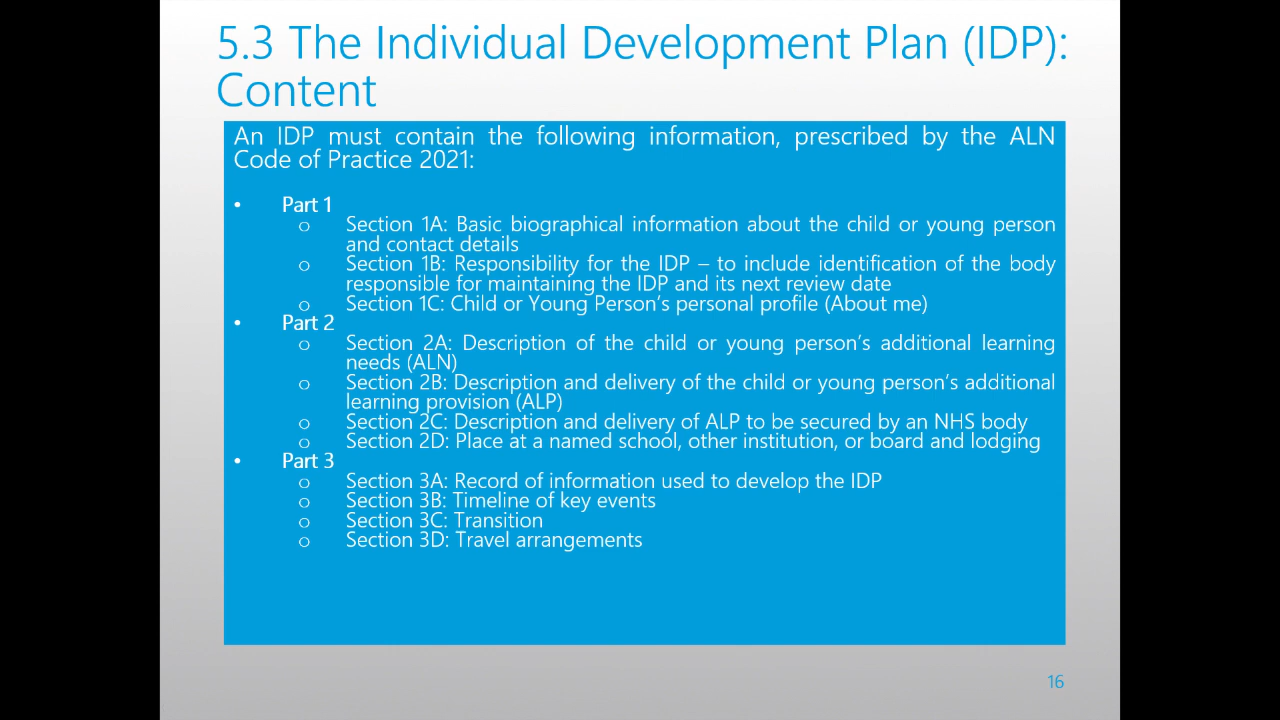 5.3 The Individual Development Plan (IDP):
Content
An IDP must contain the following information, prescribed by the ALN
Code of Practice 2021:
• Part 1
o Section 1A: Basic biographical information about the child or young person
and contact details
o Section 1B: Responsibility for the IDP – to include identification of the body
responsible for maintaining the IDP and its next review date
o Section 1C: Child or Young Person's personal profile (About me)
• Part 2
o Section 2A: Description of the child or young person's additional learning
needs (ALN)
o Section 2B: Description and delivery of the child or young person's additional
learning provision (ALP)
o Section 2C: Description and delivery of ALP to be secured by an NHS body
o Section 2D: Place at a named school, other institution, or board and lodging
• Part 3
o Section 3A: Record of information used to develop the IDP
o Section 3B: Timeline of key events
o Section 3C: Transition
o Section 3D: Travel arrangements
16